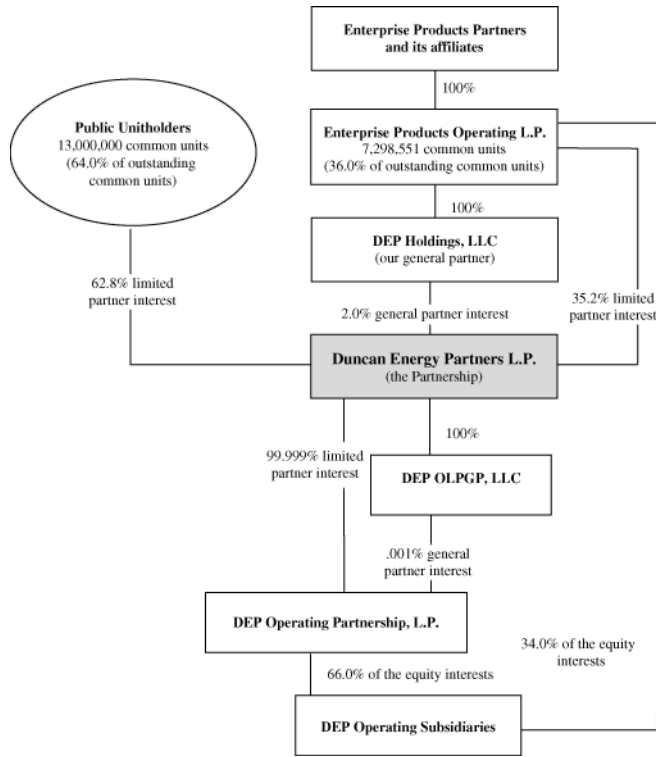 Enterprise Products Partners
and its affiliates
100%
Public Unitholders
13,000,000 common units
(64.0% of outstanding
common units)
Enterprise Products Operating L.P.
7,298,551 common units
(36.0% of outstanding common units)
100%
DEP Holdings, LLC
(our general partner)
62.8% limited
partner interest
2.0% general partner interest
35.2% limited
partner interest
Duncan Energy Partners L.P.
(the Partnership)
99.999% limited
partner interest
100%
DEP OLPGP, LLC
.001% general
partner interest
DEP Operating Partnership, L.P.
34.0% of the equity
interests
66.0% of the equity interests
DEP Operating Subsidiaries